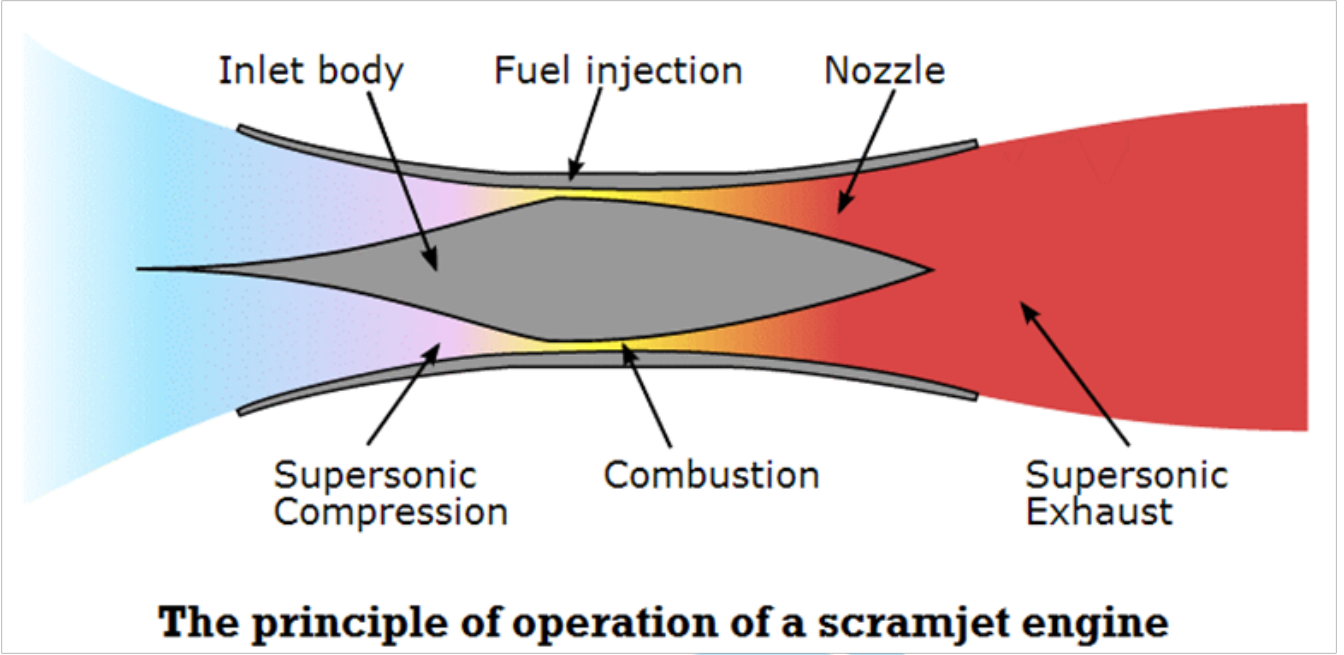 Inlet body
Fuel injection
Nozzle
Supersonic
Compression
Combustion
Supersonic
Exhaust
The principle of operation of a scramjet engine